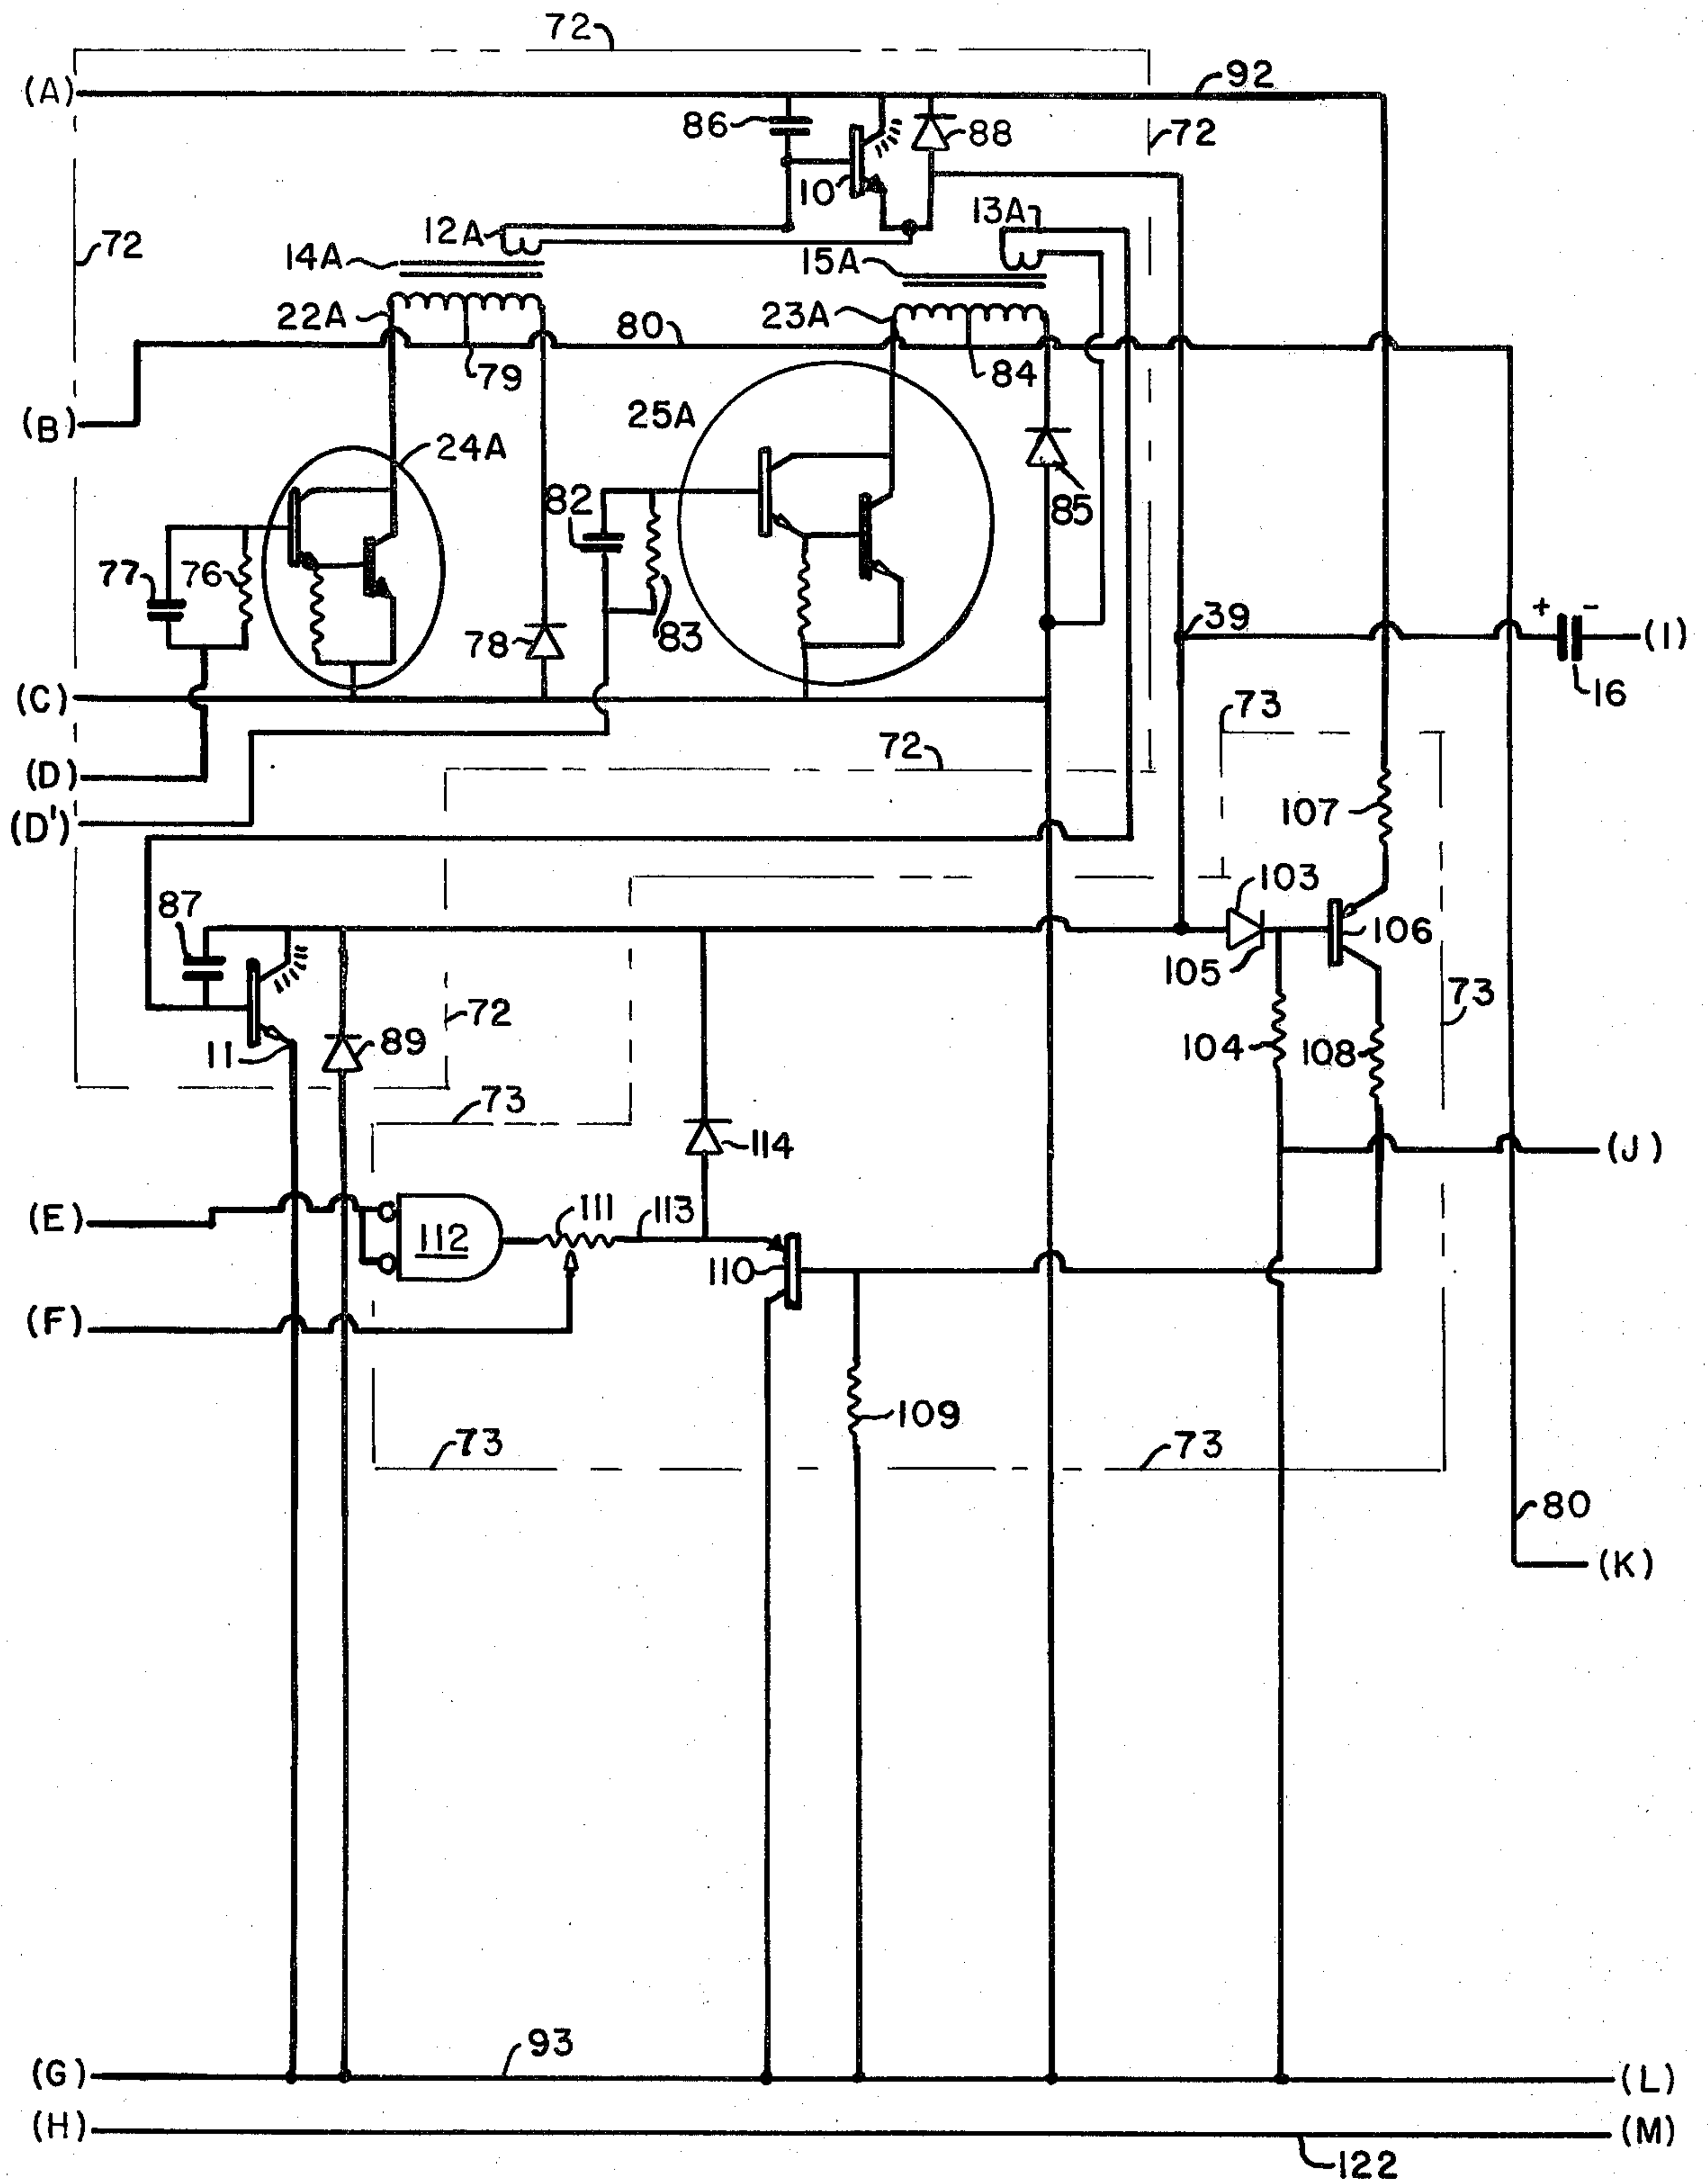 72
(A)
92
86
88
72
10
13A
12A
72
14A
15A
22A
80
23A
79
84
(B)
25A
24A
82
85
77
76
+ -
39
(I)
78
83
16
(C)
73
72
(D)
107
(D')
103
87
106
105
73
72
11
89
104
108
73
114
(J)
(E)
111
113
112
110
(F)
109
73
73
80
(K)
93
(G)
(L)
(H)
(M)
122